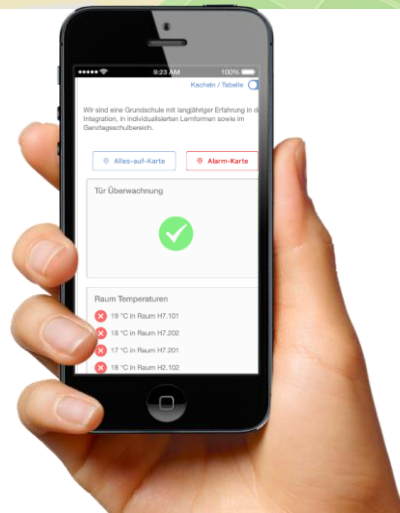 9:23 AM 100%
Kacheln / Tabelle
Wir sind eine Grundschule mit langjähriger Erfahrung in d
Integration, in individualisierten Lernformen sowie im
Ganztagsschulbereich.
Alles-auf-Karte Alarm-Karte
Tür Überwachnung
Raum Temperaturen
19 °C in Raum H7.101
18 °C in Raum H7.202
17 °C in Raum H7.201
18 °C in Raum H2.102